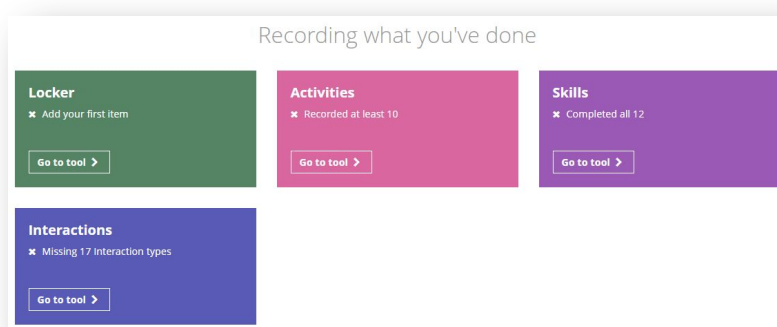 Recording what you've done
Locker
✖ Add your first item
Go to tool ❯
Activities
✖ Recorded at least 10
Go to tool ❯
Skills
✖ Completed all 12
Go to tool ❯
Interactions
✖ Missing 17 Interaction types
Go to tool ❯